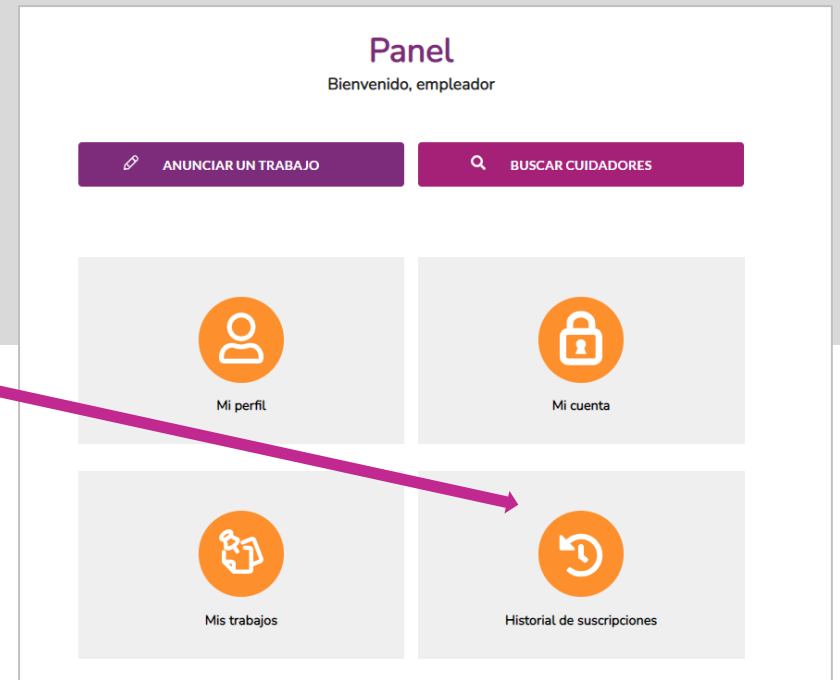 Panel
Bienvenido, empleador
ANUNCIAR UN TRABAJO
BUSCAR CUIDADORES
Mi perfil
Mi cuenta
Mis trabajos
Historial de suscripciones